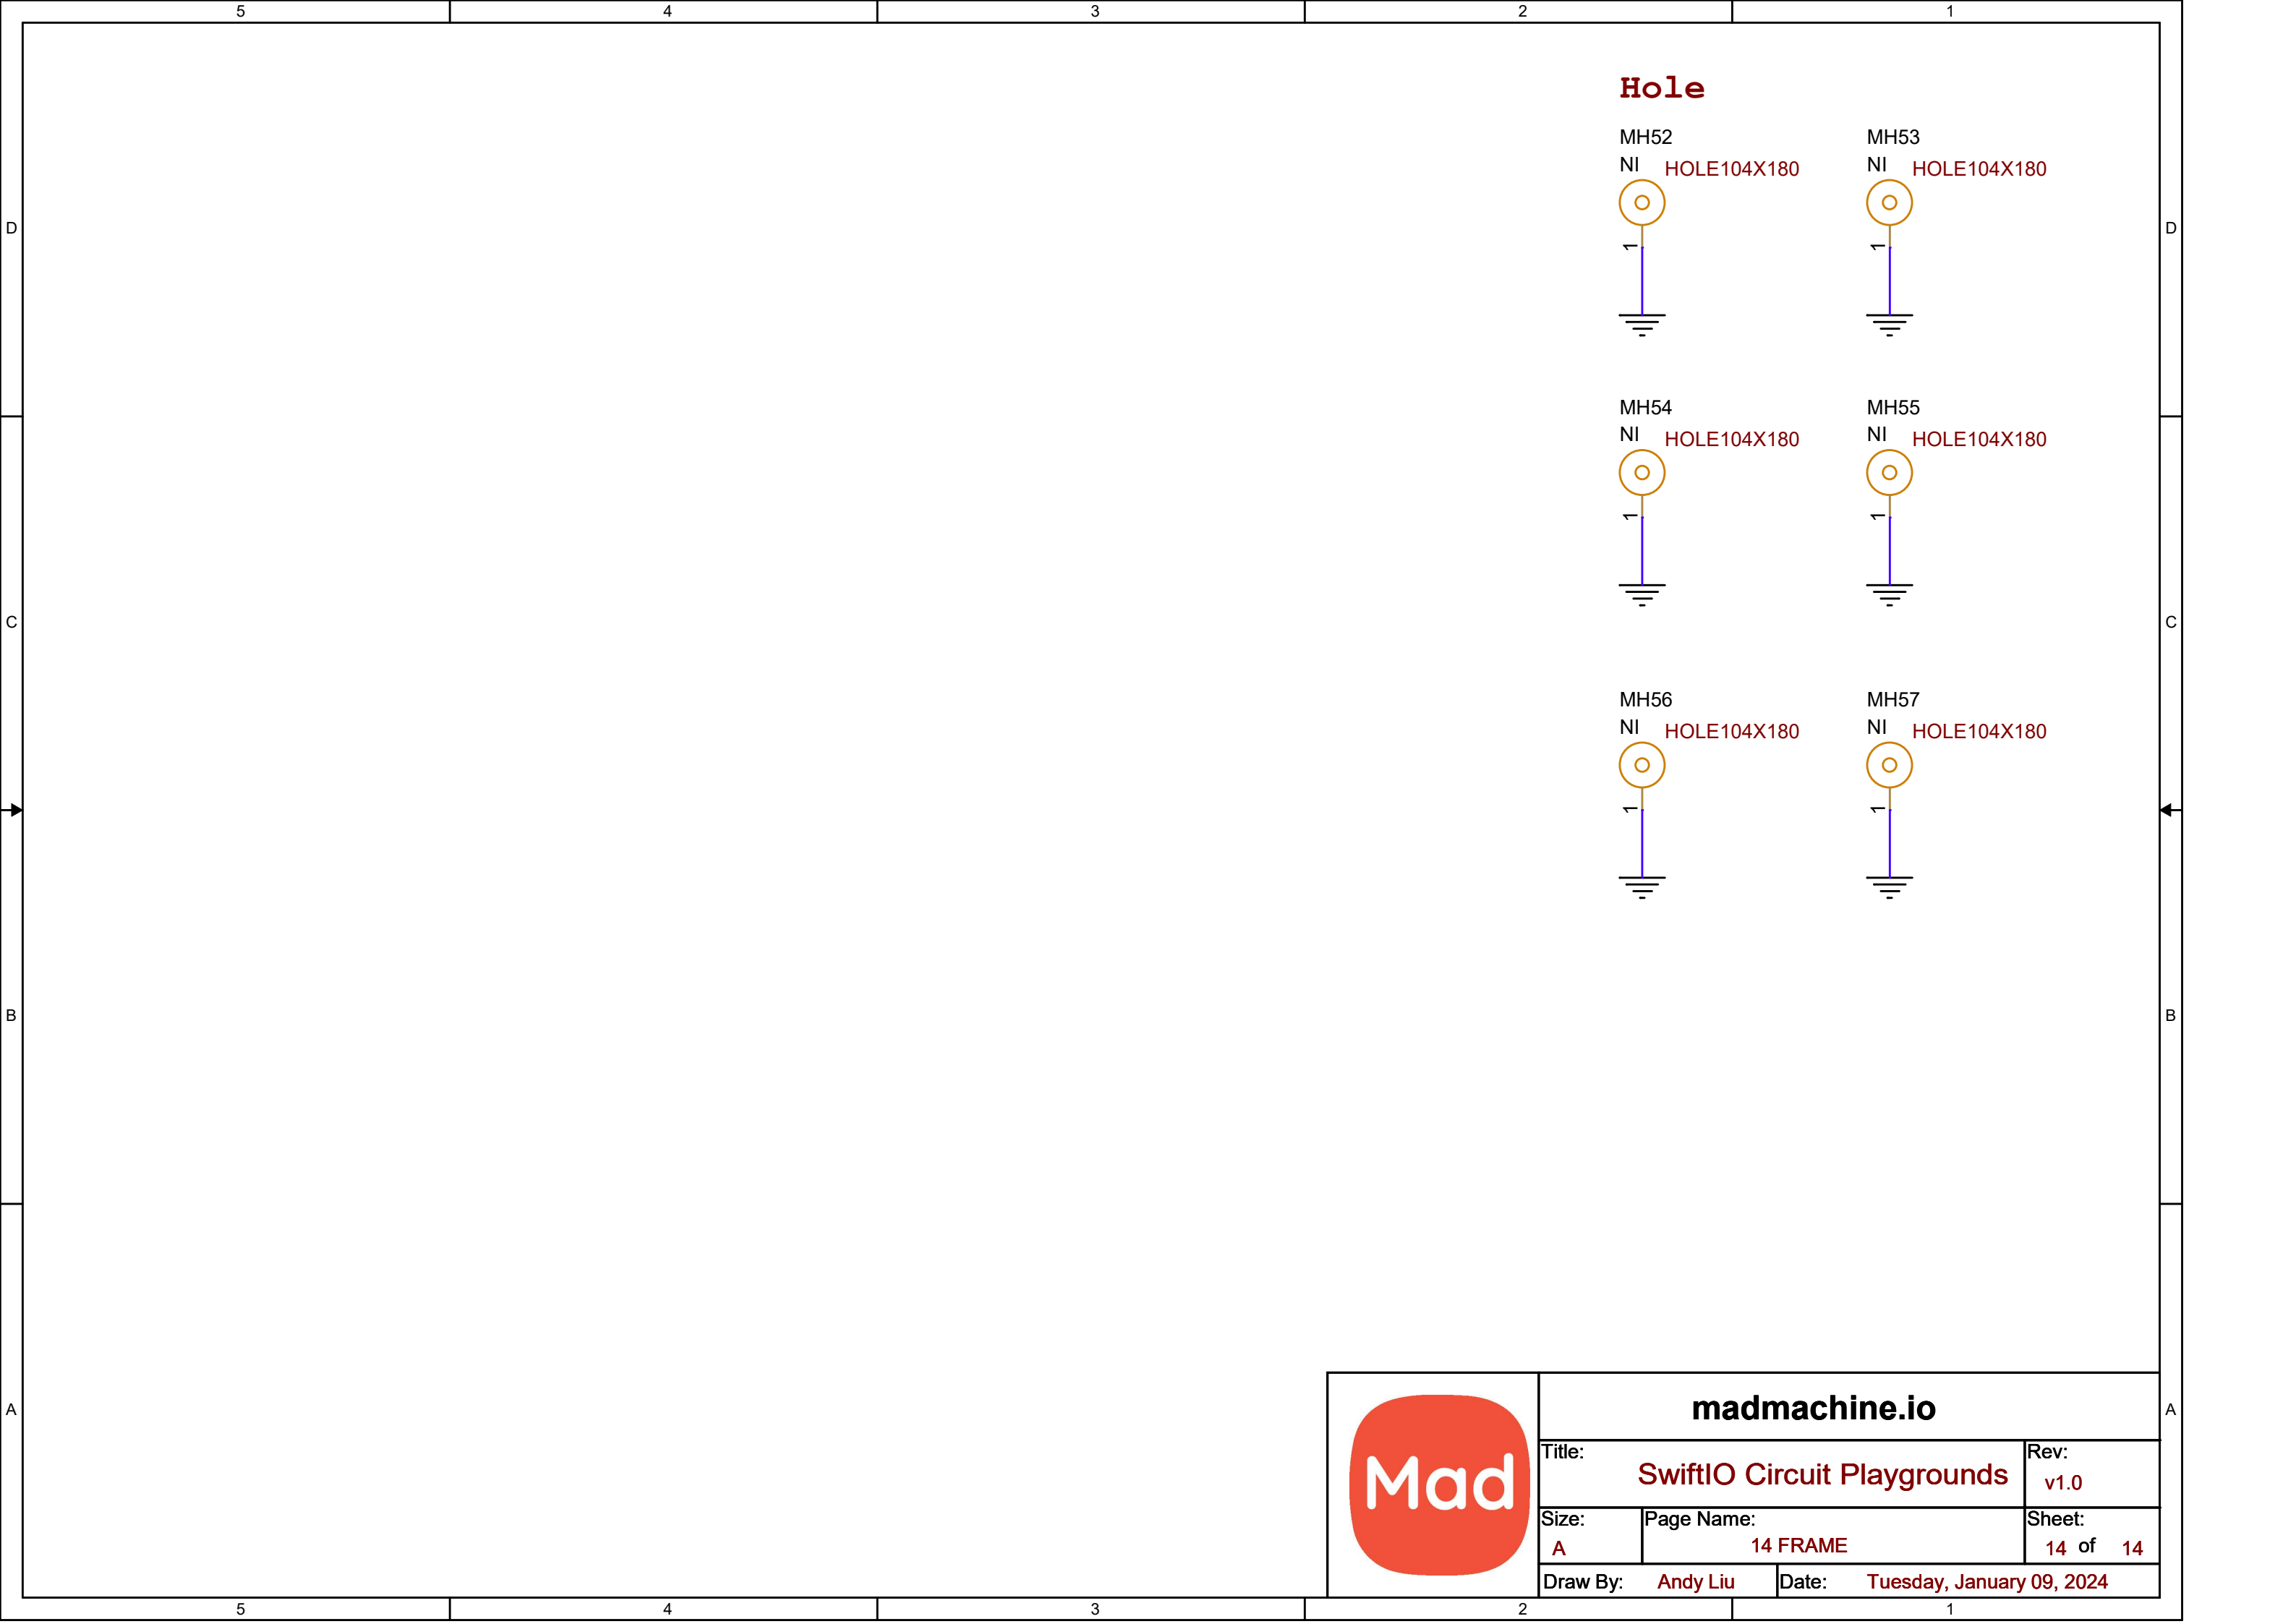 5 4 3 2 1
Hole
MH52 MH53
NI HOLE104X180 NI HOLE104X180
D D
1 1
MH54 MH55
NI HOLE104X180 NI HOLE104X180
1 1
C C
MH56 MH57
NI HOLE104X180 NI HOLE104X180
1 1
B B
A A
Mad
madmachine.io
Title: Rev:
SwiftIO Circuit Playgrounds v1.0
Size: Page Name: Sheet:
A 14 FRAME 14 of 14
Draw By: Andy Liu Date: Tuesday, January 09, 2024
5 4 3 2 1